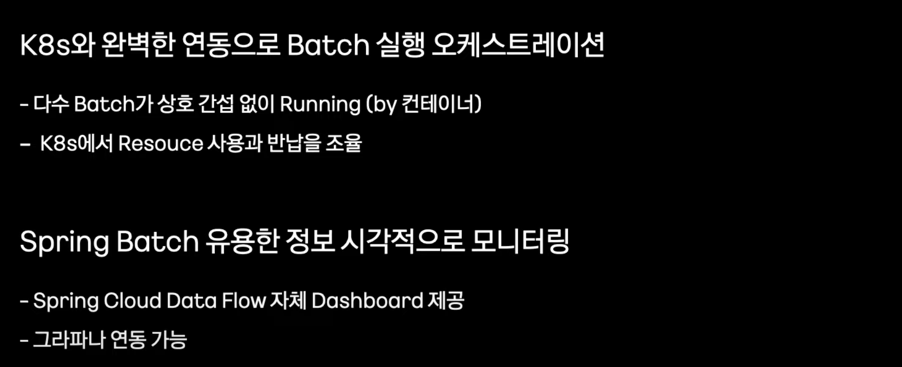 K8s와 완벽한 연동으로 Batch 실행 오케스트레이션
- 다수 Batch가 상호 간섭 없이 Running (by 컨테이너)
- K8s에서 Resouce 사용과 반납을 조율
Spring Batch 유용한 정보 시각적으로 모니터링
- Spring Cloud Data Flow 자체 Dashboard 제공
- 그라파나 연동 가능